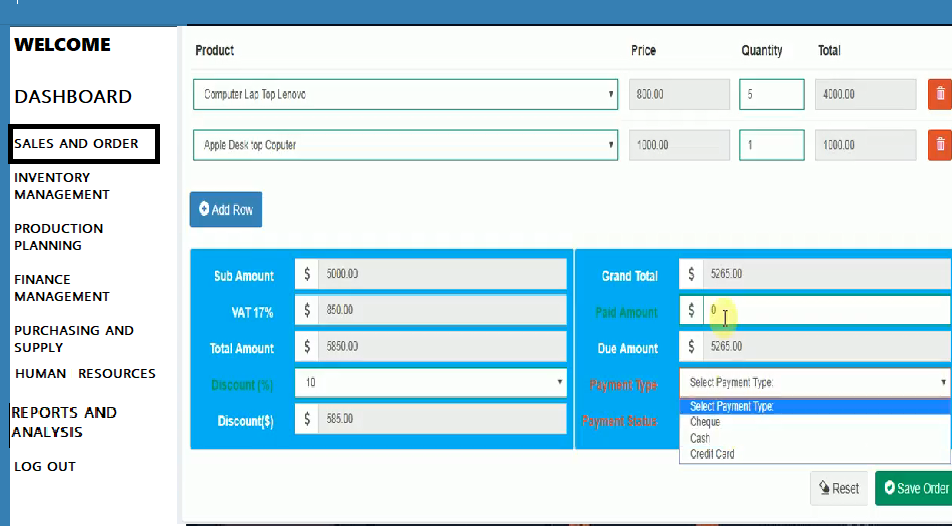 WELCOME
DASHBOARD
SALES AND ORDER
INVENTORY
MANAGEMENT
PRODUCTION
PLANNING
FINANCE
MANAGEMENT
PURCHASING AND
SUPPLY
HUMAN RESOURCES
REPORTS AND
ANALYSIS
LOG OUT
Product Price Quantity Total
Computer Lap Top Lenovo 800.00 5 4000.00
Apple Desk top Coputer 1000.00 1 1000.00
Add Row
Sub Amount $ 5000.00
VAT 17% $ 850.00
Total Amount $ 5850.00
Discount (%) 10
Discount($) $ 585.00
Grand Total $ 5265.00
Paid Amount $ 0
Due Amount $ 5265.00
Payment Type Select Payment Type:
Payment Status
Select Payment Type:
Cheque
Cash
Credit Card
Reset Save Order